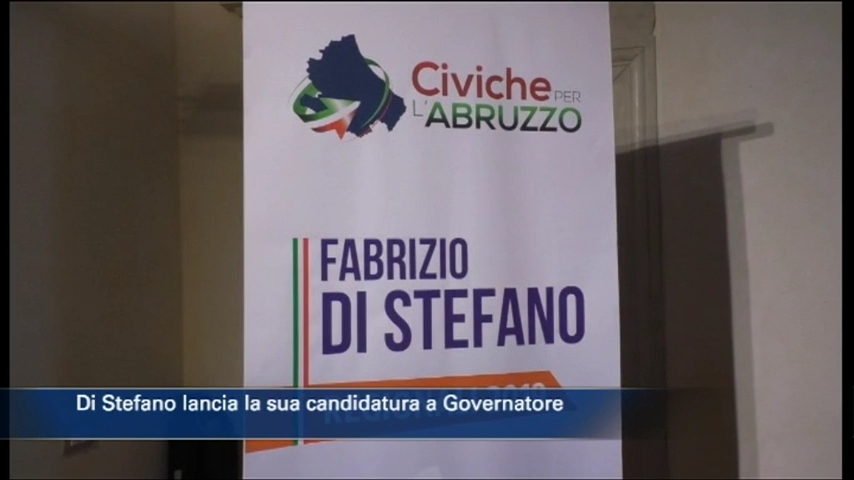 Civiche PER
L'ABRUZZO
FABRIZIO
DI STEFANO
Di Stefano lancia la sua candidatura a Governatore